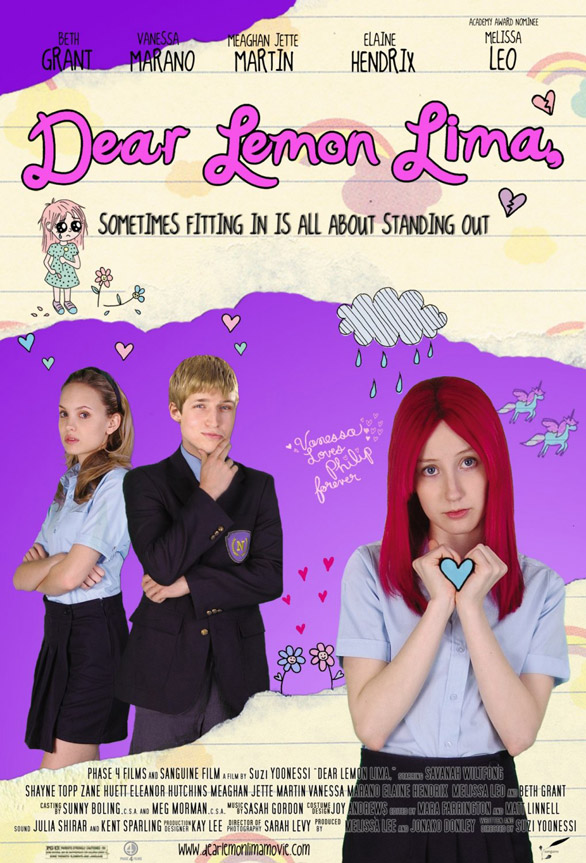 BETH GRANT
VANESSA MARANO
MEAGHAN JETTE MARTIN
ELAINE HENDRIX
ACADEMY AWARD NOMINEE
MELISSA LEO
Dear Lemon Lima,
SOMETIMES FITTING IN IS ALL ABOUT STANDING OUT
Vanessa
Loves
Philip
forever
N
PHASE 4 FILMS AND SANGUINE FILM A FILM BY SUZI YOONESSI "DEAR LEMON LIMA," STARRING SAVANAH WILTFONG
SHAYNE TOPP ZANE HUETT ELEANOR HUTCHINS MEAGHAN JETTE MARTIN VANESSA MARANO ELAINE HENDRIX MELISSA LEO AND BETH GRANT
CASTING BY SUNNY BOLING, C.S.A. AND MEG MORMAN, C.S.A. MUSIC BY SASH GORDON COSTUME DESIGN JOY ANDREWS EDITED BY MARA FARRINGTON AND MATT LINNELL
SOUND JULIA SHIRAR AND KENT SPARLING PRODUCTION DESIGNER KAY LEE DIRECTOR OF PHOTOGRAPHY SARAH LEVY PRODUCED BY MELISSA LEE AND JONAKO DONLEY WRITTEN AND DIRECTED BY SUZI YOONESSI
www.dearlemonlimamovie.com